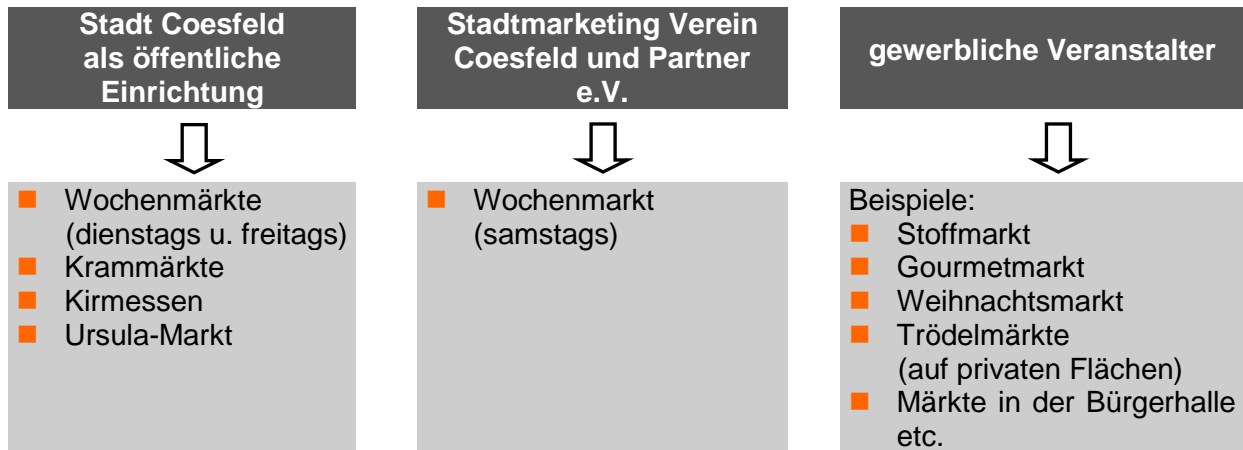 Stadt Coesfeld
als öffentliche
Einrichtung
Wochenmärkte
(dienstags u. freitags)
Krammärkte
Kirmessen
Ursula-Markt
Stadtmarketing Verein
Coesfeld und Partner
e.V.
Wochenmarkt
(samstags)
gewerbliche Veranstalter
Beispiele:
Stoffmarkt
Gourmetmarkt
Weihnachtsmarkt
Trödelmärkte
(auf privaten Flächen)
Märkte in der Bürgerhalle
etc.